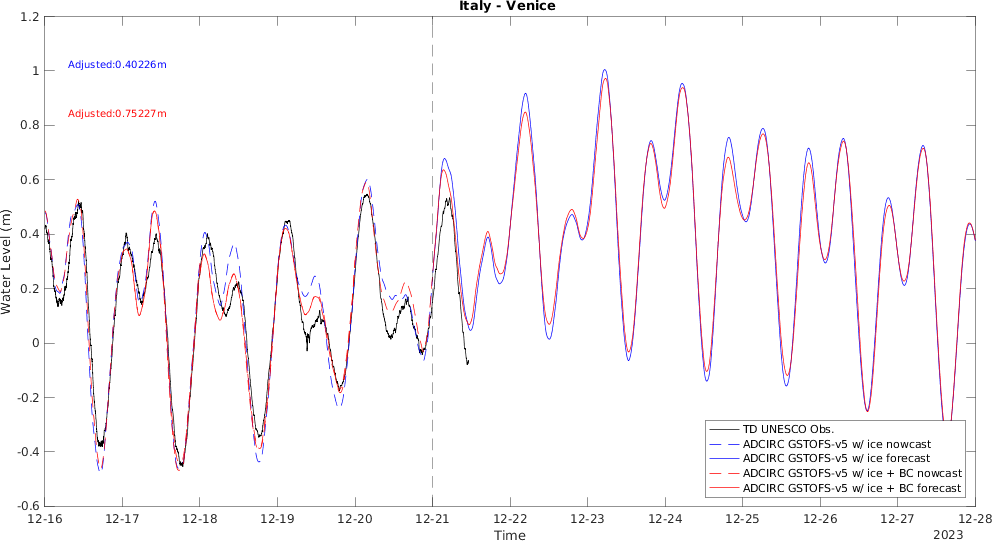 Italy - Venice
1.2
1
0.8
0.6
0.4
0.2
0
-0.2
-0.4
-0.6
Water Level (m)
Adjusted:0.40226m
Adjusted:0.75227m
TD UNESCO Obs.
ADCIRC GSTOFS-v5 w/ ice nowcast
ADCIRC GSTOFS-v5 w/ ice forecast
ADCIRC GSTOFS-v5 w/ ice + BC nowcast
ADCIRC GSTOFS-v5 w/ ice + BC forecast
12-16 12-17 12-18 12-19 12-20 12-21 12-22 12-23 12-24 12-25 12-26 12-27 12-28
Time
2023